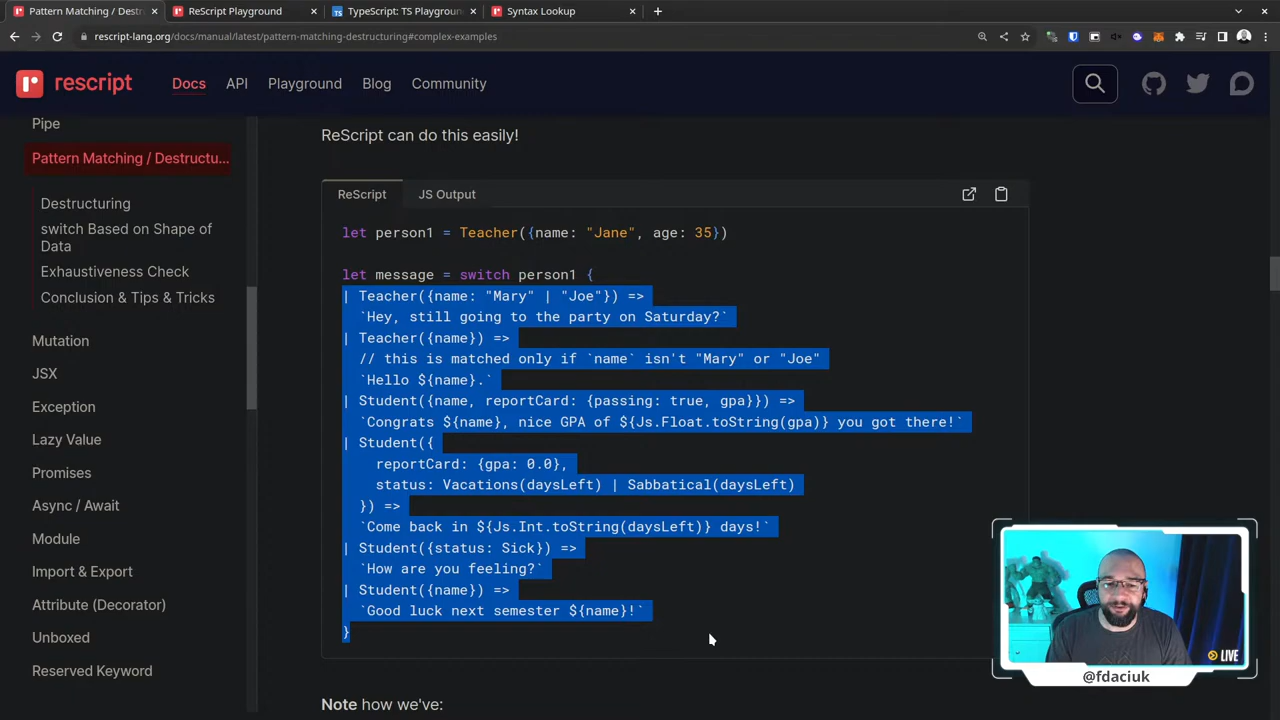 Pattern Matching / Destru
ReScript Playground
TypeScript: TS Playgroun
Syntax Lookup
rescript-lang.org/docs/manual/latest/pattern-matching-destructuring#complex-examples
rescript
Docs
API
Playground
Blog
Community
Pipe
Pattern Matching / Destructu...
Destructuring
switch Based on Shape of
Data
Exhaustiveness Check
Conclusion & Tips & Tricks
Mutation
JSX
Exception
Lazy Value
Promises
Async / Await
Module
Import & Export
Attribute (Decorator)
Unboxed
Reserved Keyword
ReScript can do this easily!
ReScript
JS Output
let person1 = Teacher({name: "Jane", age: 35})
let message = switch person1 {
| Teacher({name: "Mary" | "Joe"}) =>
`Hey, still going to the party on Saturday?`
| Teacher({name}) =>
// this is matched only if `name` isn't "Mary" or "Joe"
`Hello ${name}.`
| Student({name, reportCard: {passing: true, gpa}}) =>
`Congrats ${name}, nice GPA of ${Js.Float.toString(gpa)} you got there!`
| Student({
reportCard: {gpa: 0.0},
status: Vacations(daysLeft) | Sabbatical(daysLeft)
}) =>
`Come back in ${Js.Int.toString(daysLeft)} days!`
| Student({status: Sick}) =>
`How are you feeling?`
| Student({name}) =>
`Good luck next semester ${name}!`
}
Note how we've:
LIVE
@fdaciuk